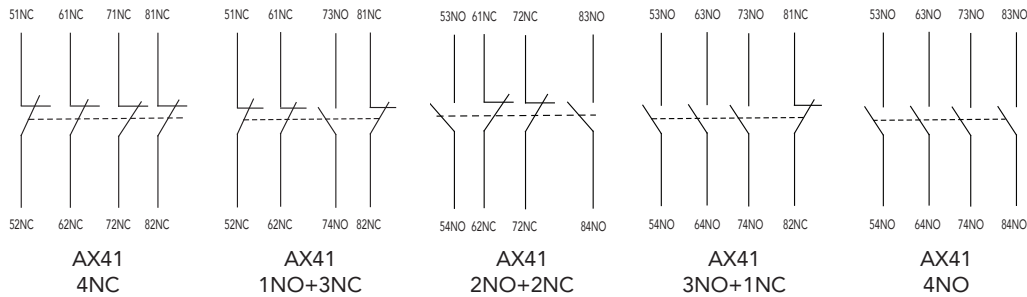 51NC 61NC 71NC 81NC
52NC 62NC 72NC 82NC
AX41
4NC
51NC 61NC 73NO 81NC
52NC 62NC 74NO 82NC
AX41
1NO+3NC
53NO 61NC 72NC 83NO
54NO 62NC 72NC 84NO
AX41
2NO+2NC
53NO 63NO 73NO 81NC
54NO 64NO 74NO 82NC
AX41
3NO+1NC
53NO 63NO 73NO 83NO
54NO 64NO 74NO 84NO
AX41
4NO